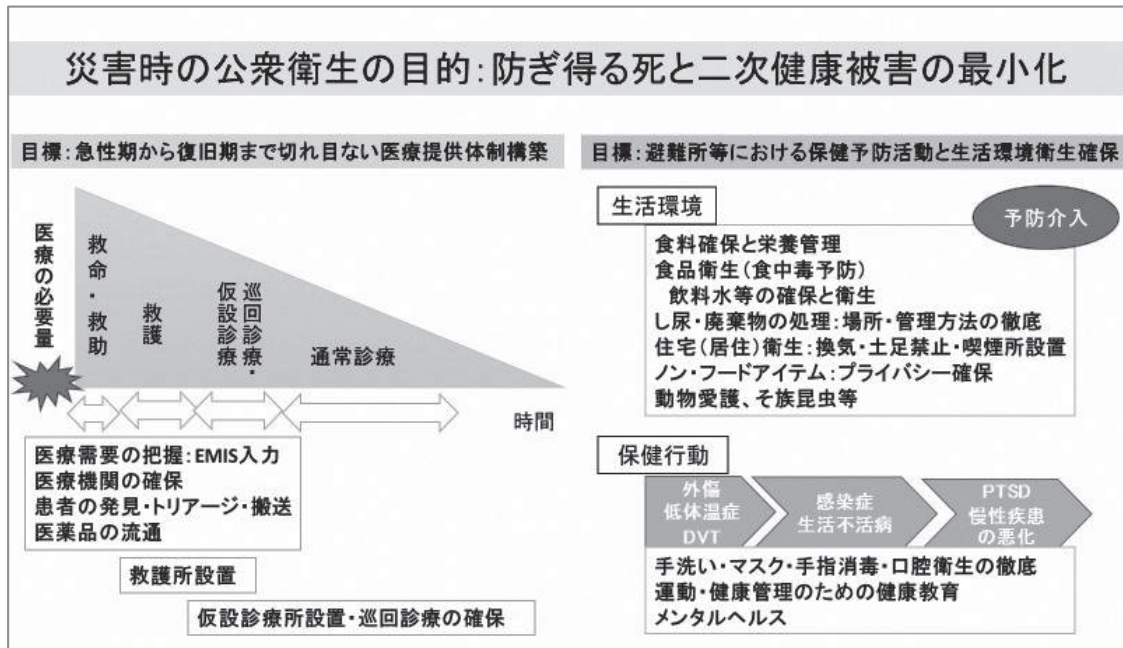 災害時の公衆衛生の目的：防ぎ得る死と二次健康被害の最小化
目標：急性期から復旧期まで切れ目ない医療提供体制構築
医療の必要量
救命・救助
救護
巡回診療・
仮設診療
通常診療
時間
医療需要の把握：EMIS入力
医療機関の確保
患者の発見・トリアージ・搬送
医薬品の流通
救護所設置
仮設診療所設置・巡回診療の確保
目標：避難所等における保健予防活動と生活環境衛生確保
生活環境
予防介入
食料確保と栄養管理
食品衛生（食中毒予防）
飲料水等の確保と衛生
し尿・廃棄物の処理：場所・管理方法の徹底
住宅（居住）衛生：換気・土足禁止・喫煙所設置
ノン・フードアイテム：プライバシー確保
動物愛護、そ族昆虫等
保健行動
外傷
低体温症
DVT
感染症
生活不活病
PTSD
慢性疾患
の悪化
手洗い・マスク・手指消毒・口腔衛生の徹底
運動・健康管理のための健康教育
メンタルヘルス